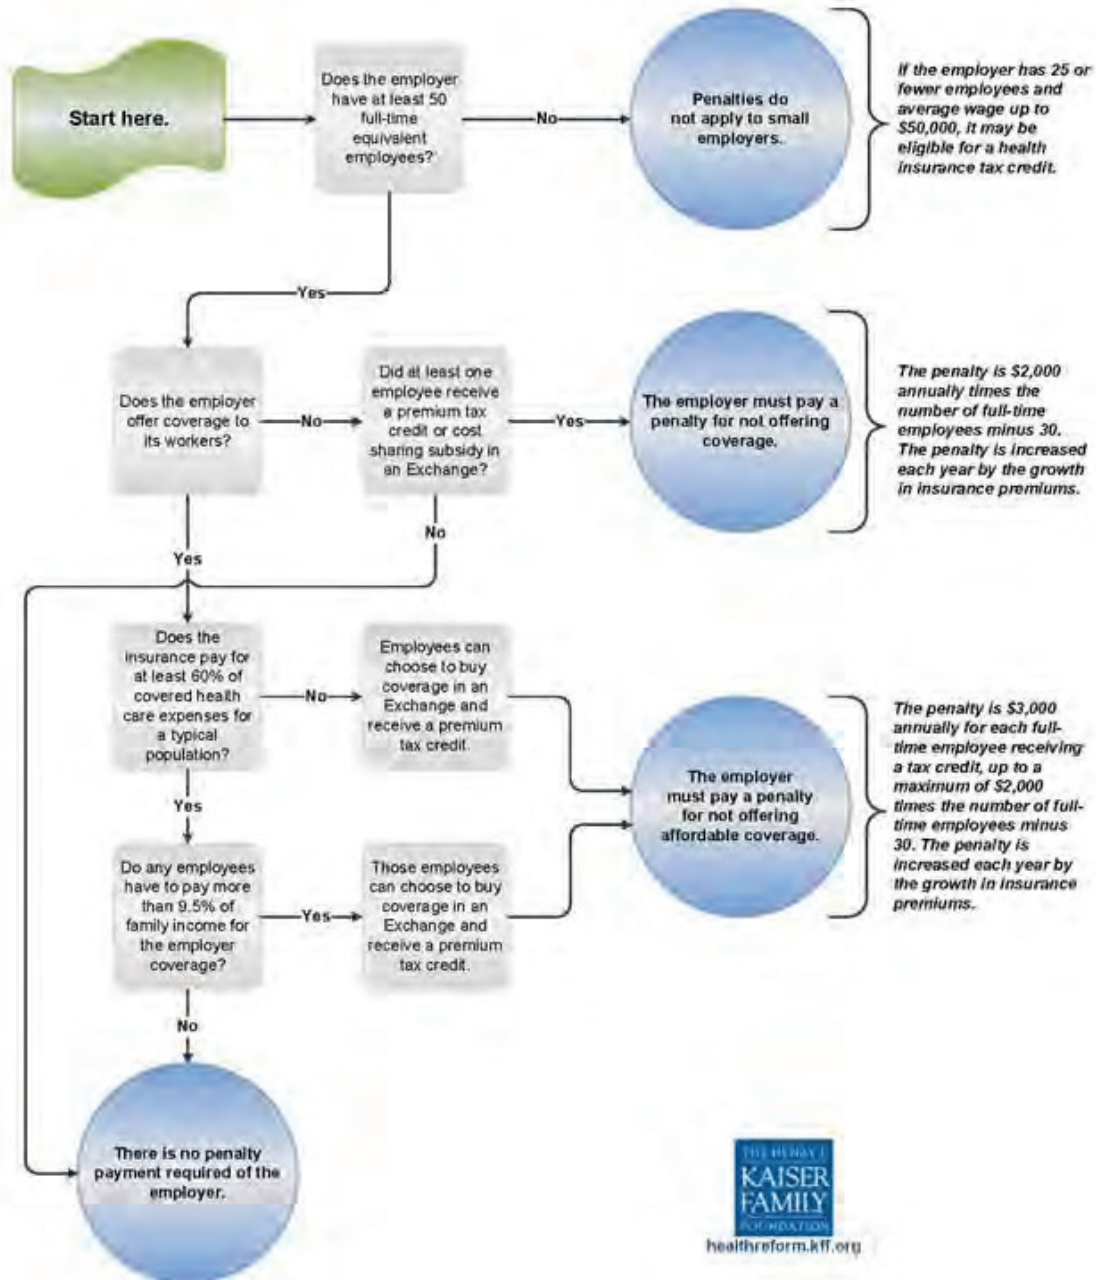 Start here.
Does the employer
have at least 50
full-time
equivalent
employees?
No
Penalties do
not apply to small
employers.
If the employer has 25 or
fewer employees and
average wage up to
$50,000, it may be
eligible for a health
insurance tax credit.
Yes
Does the employer
offer coverage to
its workers?
No
Did at least one
employee receive
a premium tax
credit or cost
sharing subsidy in
an Exchange?
Yes
The employer must pay a
penalty for not offering
coverage.
The penalty is $2,000
annually times the
number of full-time
employees minus 30.
The penalty is increased
each year by the growth
in insurance premiums.
No
Yes
Does the
insurance pay for
at least 60% of
covered health
care expenses for
a typical
population?
No
Employees can
choose to buy
coverage in an
Exchange and
receive a premium
tax credit.
The employer
must pay a penalty
for not offering
affordable coverage.
The penalty is $3,000
annually for each full-
time employee receiving
a tax credit, up to a
maximum of $2,000
times the number of full-
time employees minus
30. The penalty is
increased each year by
the growth in insurance
premiums.
Yes
Do any employees
have to pay more
than 9.5% of
family income for
the employer
coverage?
Yes
Those employees
can choose to buy
coverage in an
Exchange and
receive a premium
tax credit.
No
There is no penalty
payment required of the
employer.
THE HENRY J.
KAISER
FAMILY
FOUNDATION
healthreform.kff.org